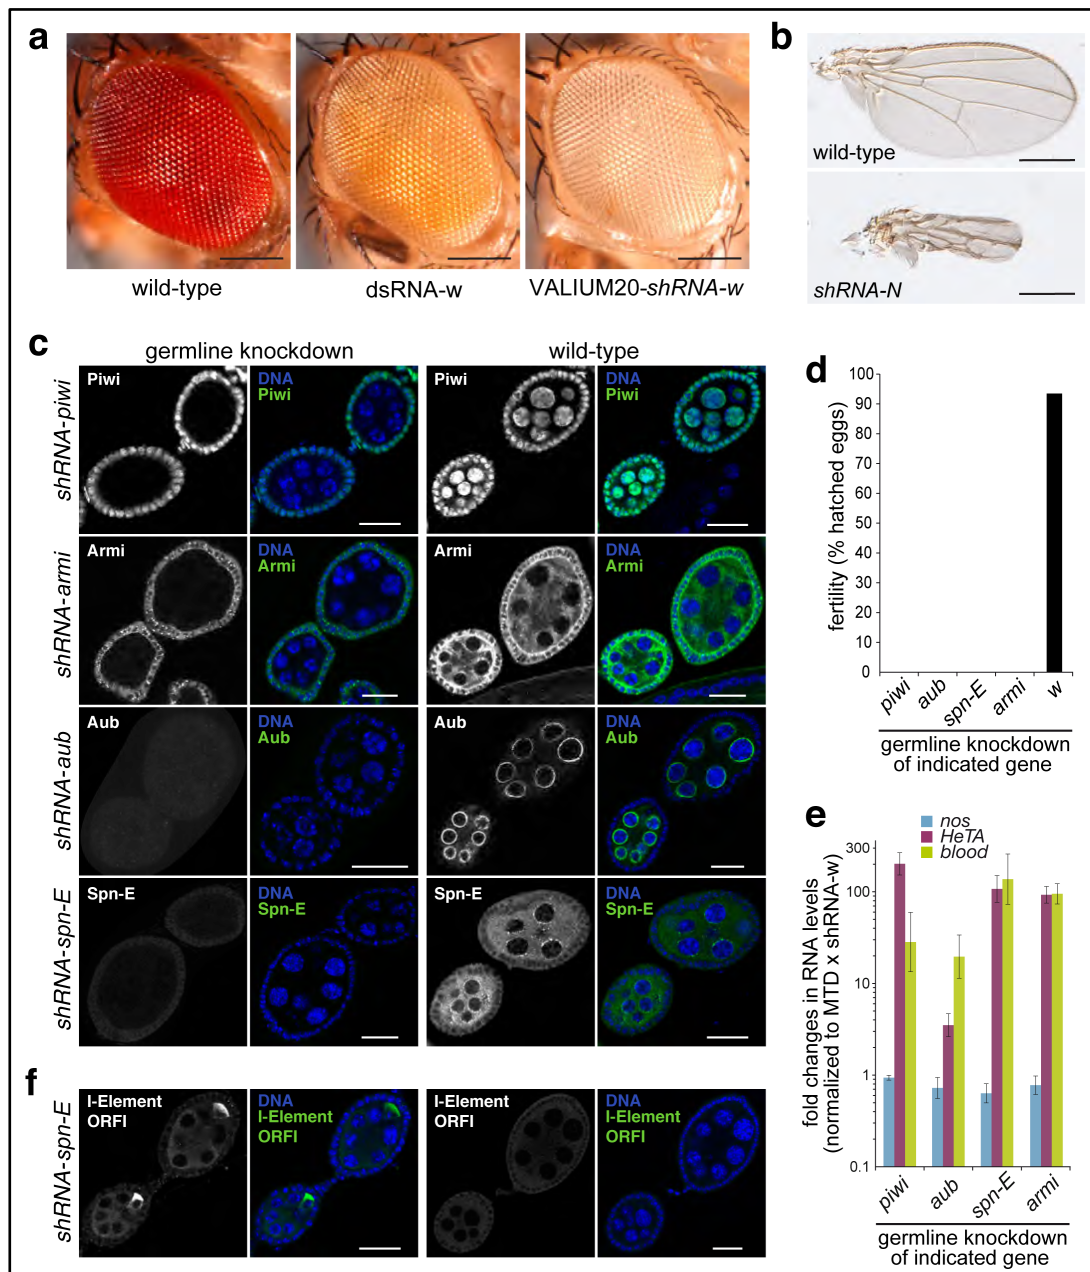 a
wild-type
dsRNA-w
VALIUM20-shRNA-w
b
wild-type
shRNA-N
c
germline knockdown
wild-type
shRNA-piwi
Piwi
DNA
Piwi
Piwi
DNA
Piwi
shRNA-armi
Armi
DNA
Armi
Armi
DNA
Armi
shRNA-aub
Aub
DNA
Aub
Aub
DNA
Aub
shRNA-spn-E
Spn-E
DNA
Spn-E
Spn-E
DNA
Spn-E
d
fertility (% hatched eggs)
100
90
80
70
60
50
40
30
20
10
0
piwi
aub
spn-E
armi
w
germline knockdown
of indicated gene
e
nos
HeTA
blood
fold changes in RNA levels
(normalized to MTD x shRNA-w)
300
100
10
1
0.1
piwi
aub
spn-E
armi
germline knockdown
of indicated gene
f
shRNA-spn-E
I-Element
ORFI
DNA
I-Element
ORFI
I-Element
ORFI
DNA
I-Element
ORFI